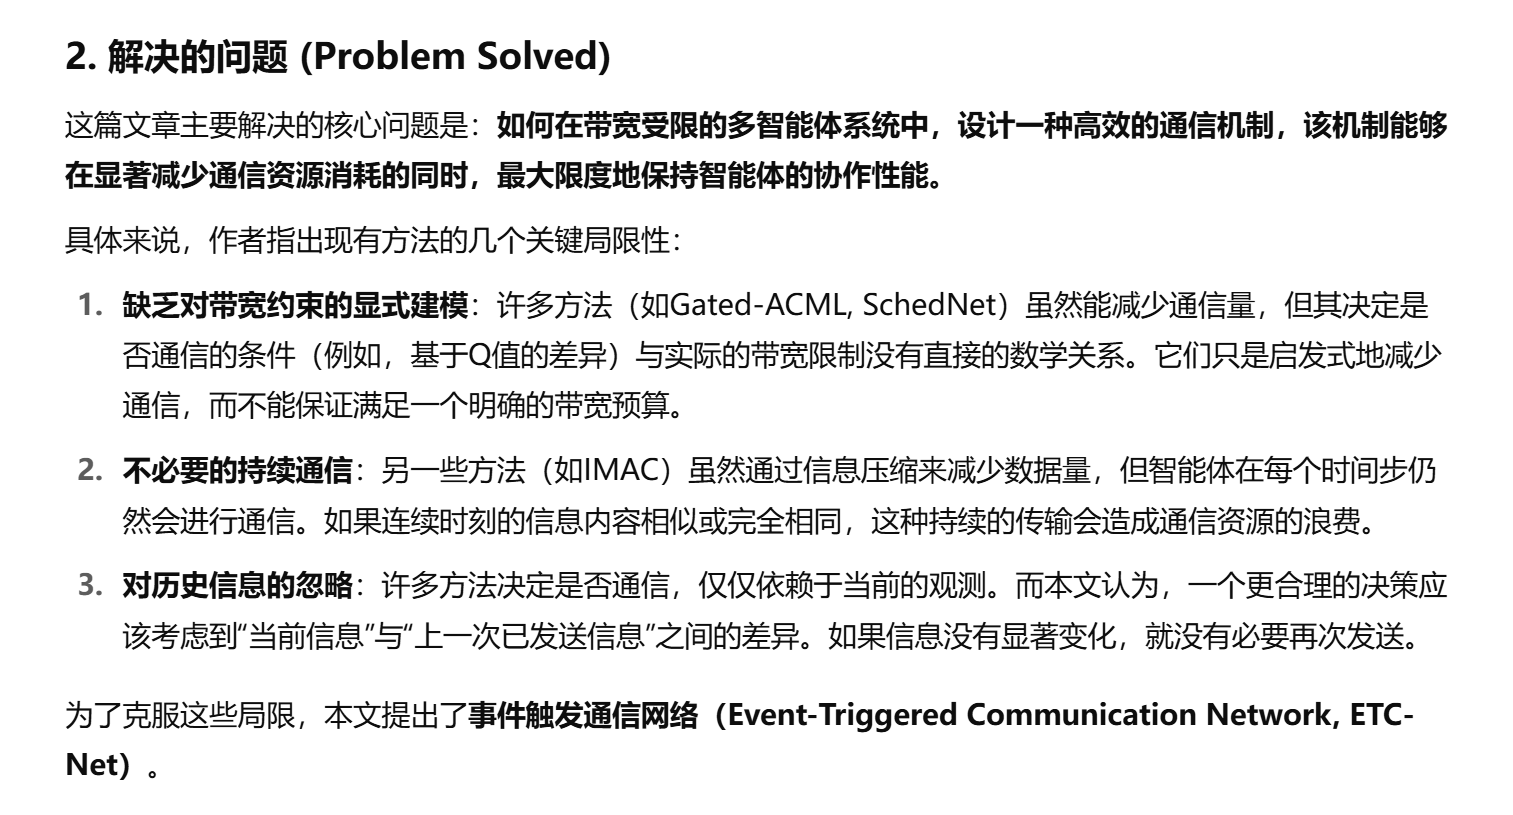 2. 解决的问题 (Problem Solved)
这篇文章主要解决的核心问题是：如何在带宽受限的多智能体系统中，设计一种高效的通信机制，该机制能够
在显著减少通信资源消耗的同时，最大限度地保持智能体的协作性能。
具体来说，作者指出现有方法的几个关键局限性：
1. 缺乏对带宽约束的显式建模：许多方法（如Gated-ACML, SchedNet）虽然能减少通信量，但其决定是
否通信的条件（例如，基于Q值的差异）与实际的带宽限制没有直接的数学关系。它们只是启发式地减少
通信，而不能保证满足一个明确的带宽预算。
2. 不必要的持续通信：另一些方法（如IMAC）虽然通过信息压缩来减少数据量，但智能体在每个时间步仍
然会进行通信。如果连续时刻的信息内容相似或完全相同，这种持续的传输会造成通信资源的浪费。
3. 对历史信息的忽略：许多方法决定是否通信，仅仅依赖于当前的观测。而本文认为，一个更合理的决策应
该考虑到“当前信息”与“上一次已发送信息”之间的差异。如果信息没有显著变化，就没有必要再次发送。
为了克服这些局限，本文提出了事件触发通信网络（Event-Triggered Communication Network, ETC-
Net）。